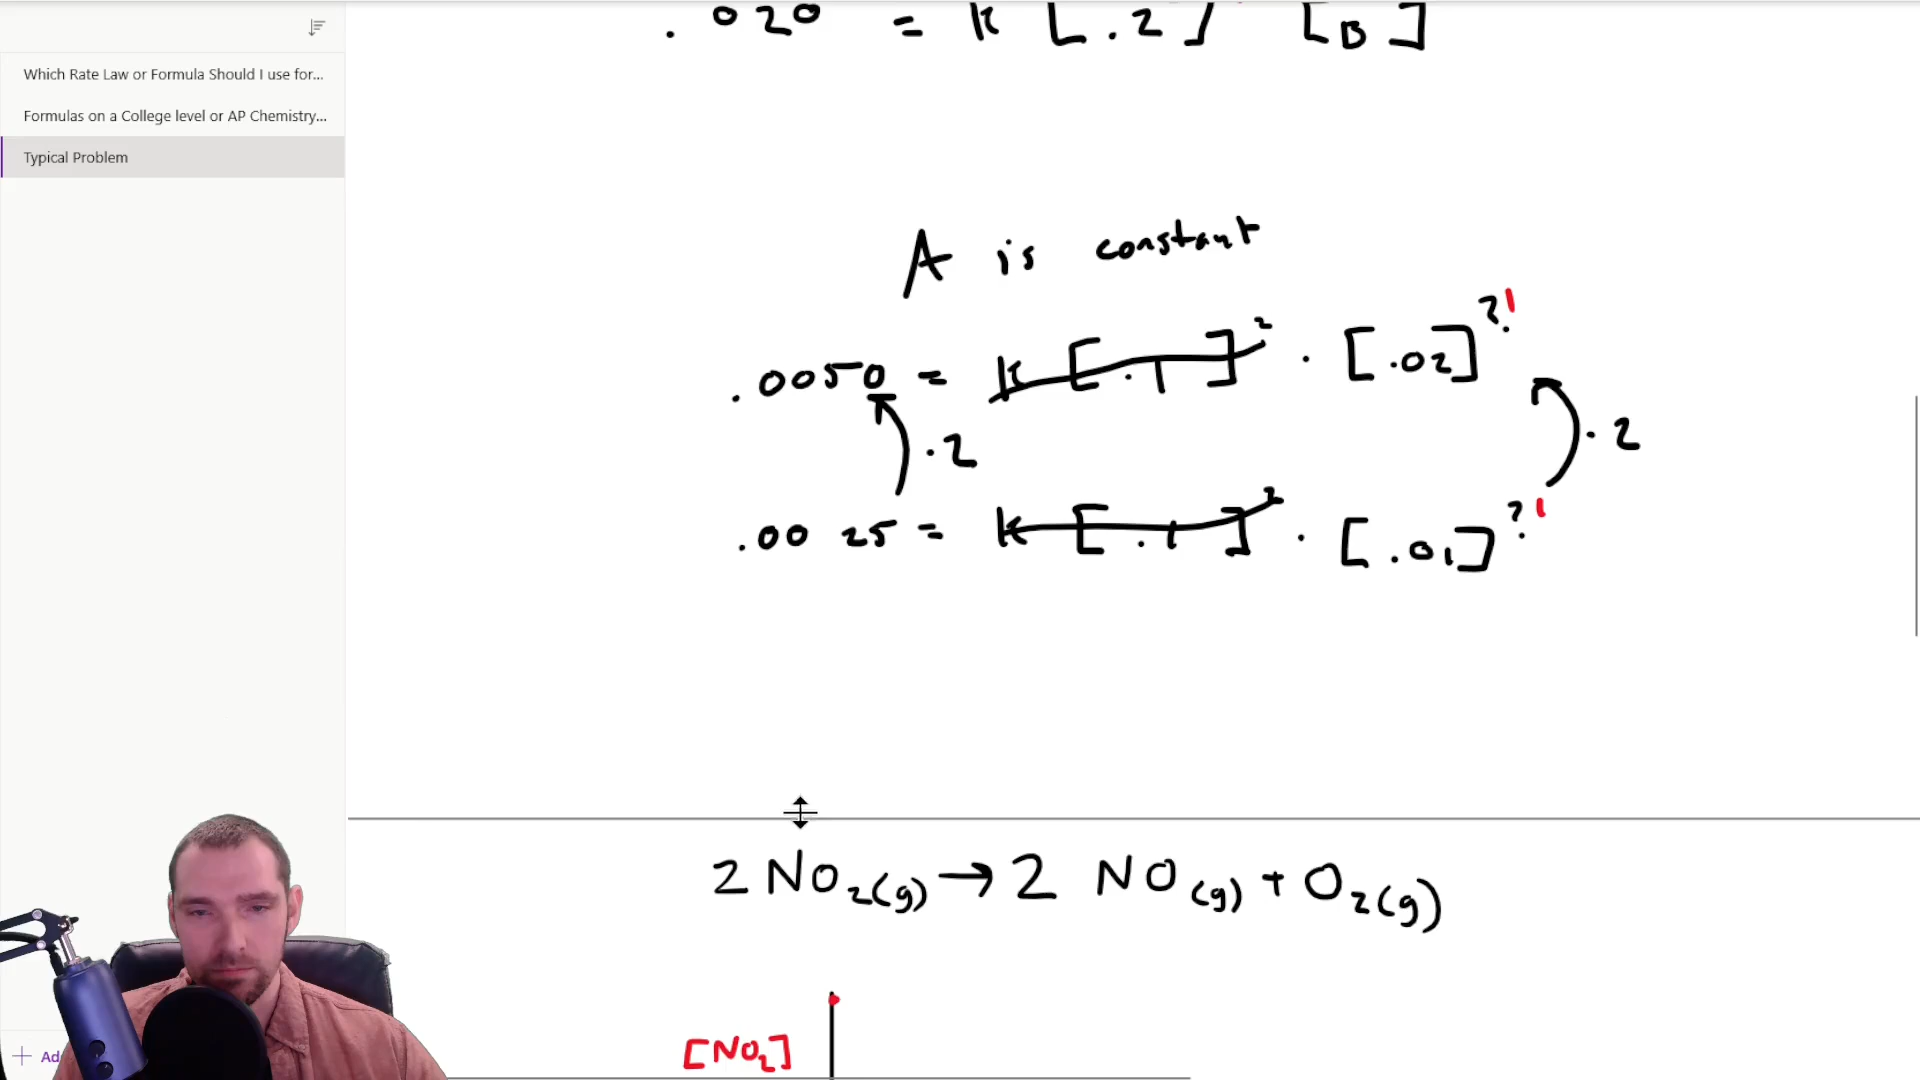 Which Rate Law or Formula Should I use for...
Formulas on a College level or AP Chemistry...
Typical Problem
Ad
.020 = k [.2] [B]
A is constant
.0050 = k [.1]² · [.02]?1
·2 ·2
.0025 = k [.1]² · [.01]?1
2 NO₂(g) → 2 NO(g) + O₂(g)
[NO₂]